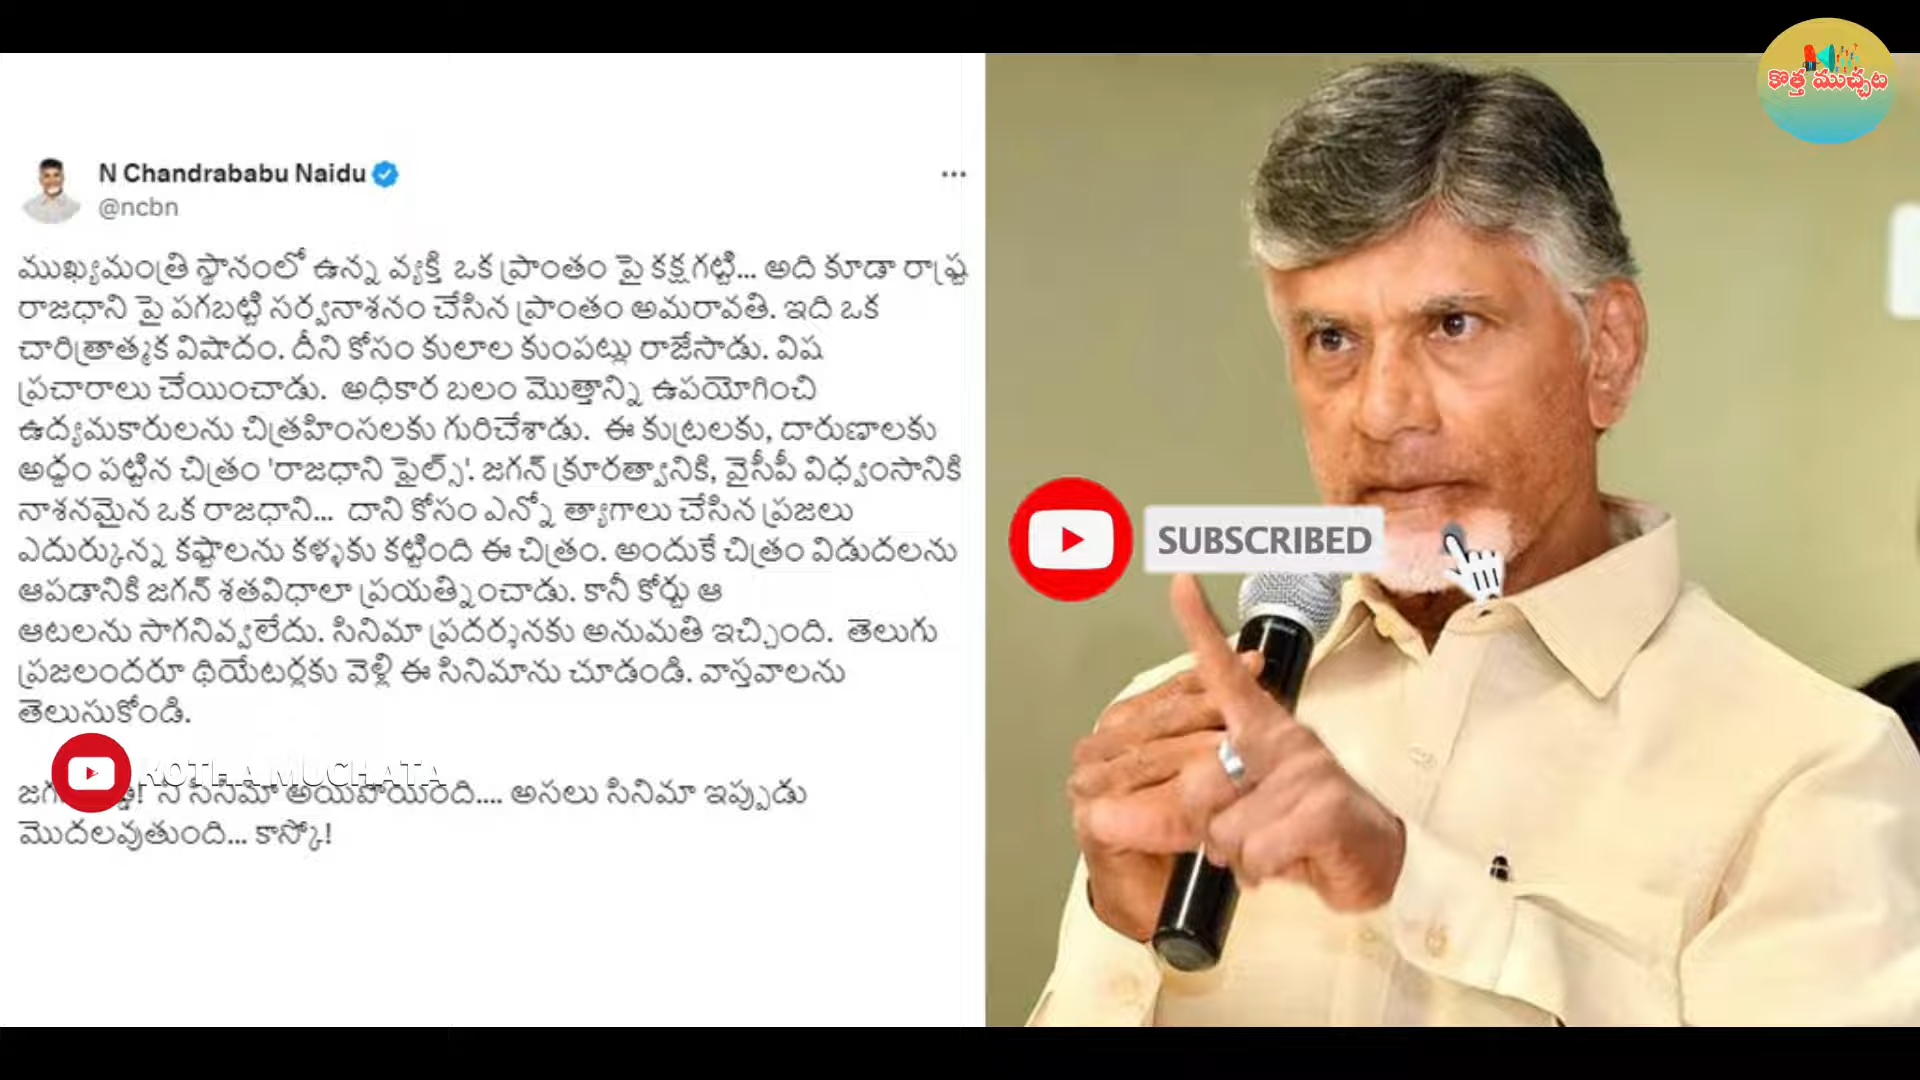 కొత్త ముచ్చట
N Chandrababu Naidu
@ncbn
ముఖ్యమంత్రి స్థానంలో ఉన్న వ్యక్తి ఒక ప్రాంతం పై కక్షగట్టి... అది కూడా రాష్ట్ర
రాజధాని పై పగబట్టి సర్వనాశనం చేసిన ప్రాంతం అమరావతి. ఇది ఒక
చారిత్రాత్మక విషాదం. దీని కోసం కులాల కుంపట్లు రాజేసాడు. విష
ప్రచారాలు చేయించాడు. అధికార బలం మొత్తాన్ని ఉపయోగించి
ఉద్యమకారులను చిత్రహింసలకు గురిచేశాడు. ఈ కుట్రలకు, దారుణాలకు
అద్దం పట్టిన చిత్రం 'రాజధాని ఫైల్స్'. జగన్ క్రూరత్వానికి, వైసీపీ విధ్వంసానికి
నాశనమైన ఒక రాజధాని... దాని కోసం ఎన్నో త్యాగాలు చేసిన ప్రజలు
ఎదుర్కున్న కష్టాలను కళ్ళకు కట్టింది ఈ చిత్రం. అందుకే చిత్రం విడుదలను
ఆపడానికి జగన్ శతవిధాలా ప్రయత్నించాడు. కానీ కోర్టు ఆ
ఆటలను సాగనివ్వలేదు. సినిమా ప్రదర్శనకు అనుమతి ఇచ్చింది. తెలుగు
ప్రజలందరూ థియేటర్లకు వెళ్లి ఈ సినిమాను చూడండి. వాస్తవాలను
తెలుసుకోండి.
KOTHA MUCHATA
నీ సినిమా అయిపోయింది.... అసలు సినిమా ఇప్పుడు
మొదలవుతుంది... కాస్కో!
SUBSCRIBED